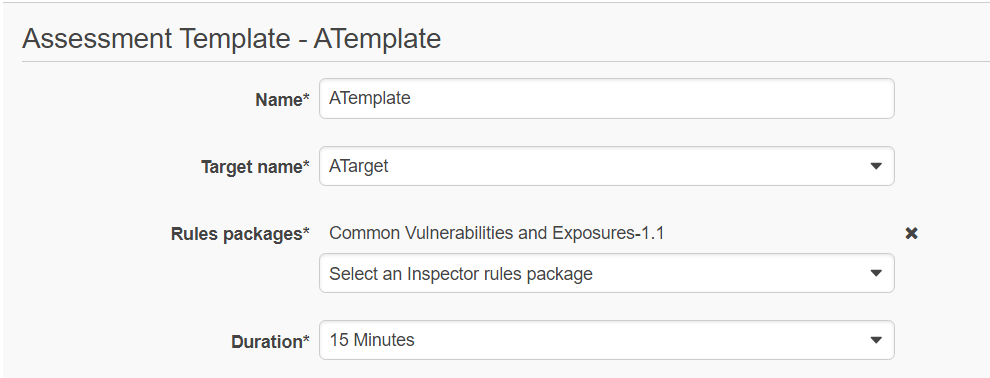 Assessment Template - ATemplate
Name* ATemplate
Target name* ATarget
Rules packages* Common Vulnerabilities and Exposures-1.1
Select an Inspector rules package
Duration* 15 Minutes